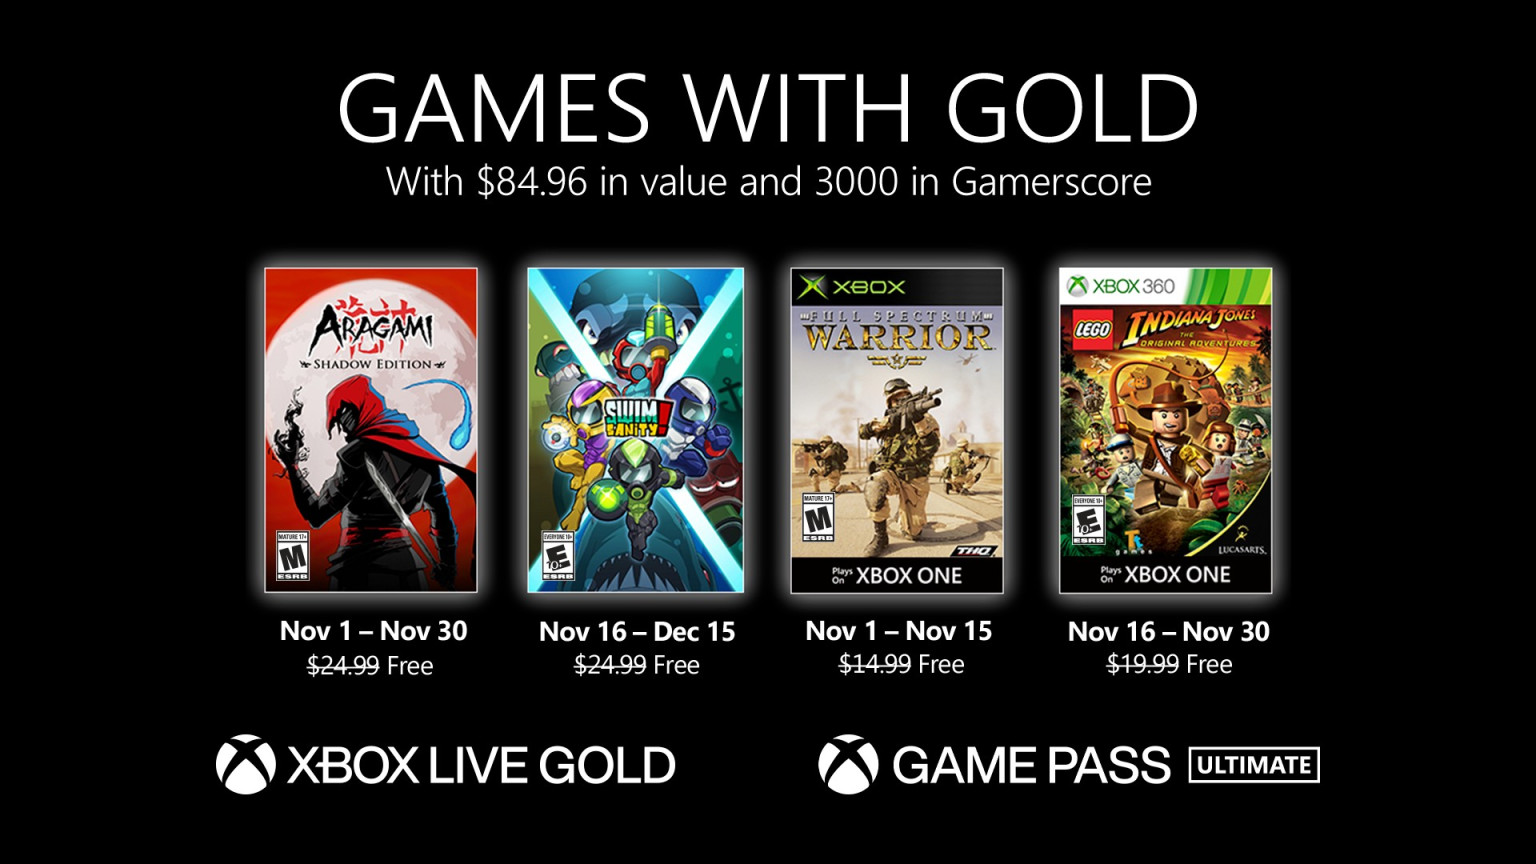 GAMES WITH GOLD
With $84.96 in value and 3000 in Gamerscore
ARAGAMI
SHADOW EDITION
MATURE 17+
M
ESRB
SWIM
SANITY!
EVERYONE 10+
E
10+
ESRB
XBOX
FULL SPECTRUM
WARRIOR
MATURE 17+
M
ESRB
THQ
Plays On XBOX ONE
XBOX 360
LEGO
INDIANA JONES
THE
ORIGINAL ADVENTURES
EVERYONE 10+
E
10+
ESRB
Tt games
LUCASARTS
Plays On XBOX ONE
Nov 1 – Nov 30
$24.99 Free
Nov 16 – Dec 15
$24.99 Free
Nov 1 – Nov 15
$14.99 Free
Nov 16 – Nov 30
$19.99 Free
XBOX LIVE GOLD
GAME PASS ULTIMATE